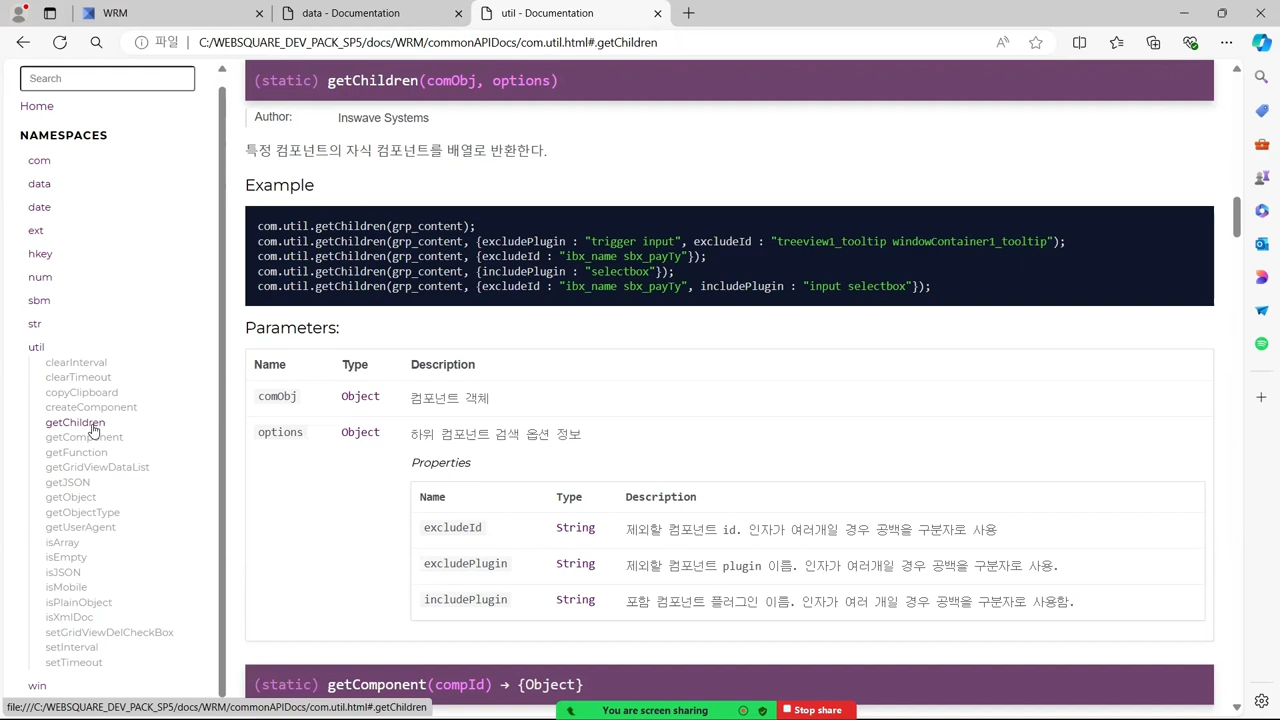 WRM
data - Documentation
util - Documentation
파일
C:/WEBSQUARE_DEV_PACK_SP5/docs/WRM/commonAPIDocs/com.util.html#.getChildren
Search
Home
NAMESPACES
com
data
date
ext
hkey
num
sbm
str
util
clearInterval
clearTimeout
copyClipboard
createComponent
getChildren
getComponent
getFunction
getGridViewDataList
getJSON
getObject
getObjectType
getUserAgent
isArray
isEmpty
isJSON
isMobile
isPlainObject
isXmlDoc
setGridViewDelCheckBox
setInterval
setTimeout
win
(static) getChildren(comObj, options)
Author: Inswave Systems
특정 컴포넌트의 자식 컴포넌트를 배열로 반환한다.
Example
com.util.getChildren(grp_content);
com.util.getChildren(grp_content, {excludePlugin : "trigger input", excludeId : "treeview1_tooltip windowContainer1_tooltip");
com.util.getChildren(grp_content, {excludeId : "ibx_name sbx_payTy"});
com.util.getChildren(grp_content, {includePlugin : "selectbox"});
com.util.getChildren(grp_content, {excludeId : "ibx_name sbx_payTy", includePlugin : "input selectbox"});
Parameters:
Name Type Description
comObj Object 컴포넌트 객체
options Object 하위 컴포넌트 검색 옵션 정보
Properties
Name Type Description
excludeId String 제외할 컴포넌트 id. 인자가 여러개일 경우 공백을 구분자로 사용
excludePlugin String 제외할 컴포넌트 plugin 이름. 인자가 여러개일 경우 공백을 구분자로 사용.
includePlugin String 포함 컴포넌트 플러그인 이름. 인자가 여러 개일 경우 공백을 구분자로 사용함.
(static) getComponent(compId) → {Object}
file:///C:/WEBSQUARE_DEV_PACK_SP5/docs/WRM/commonAPIDocs/com.util.html#.getChildren
You are screen sharing
Stop share